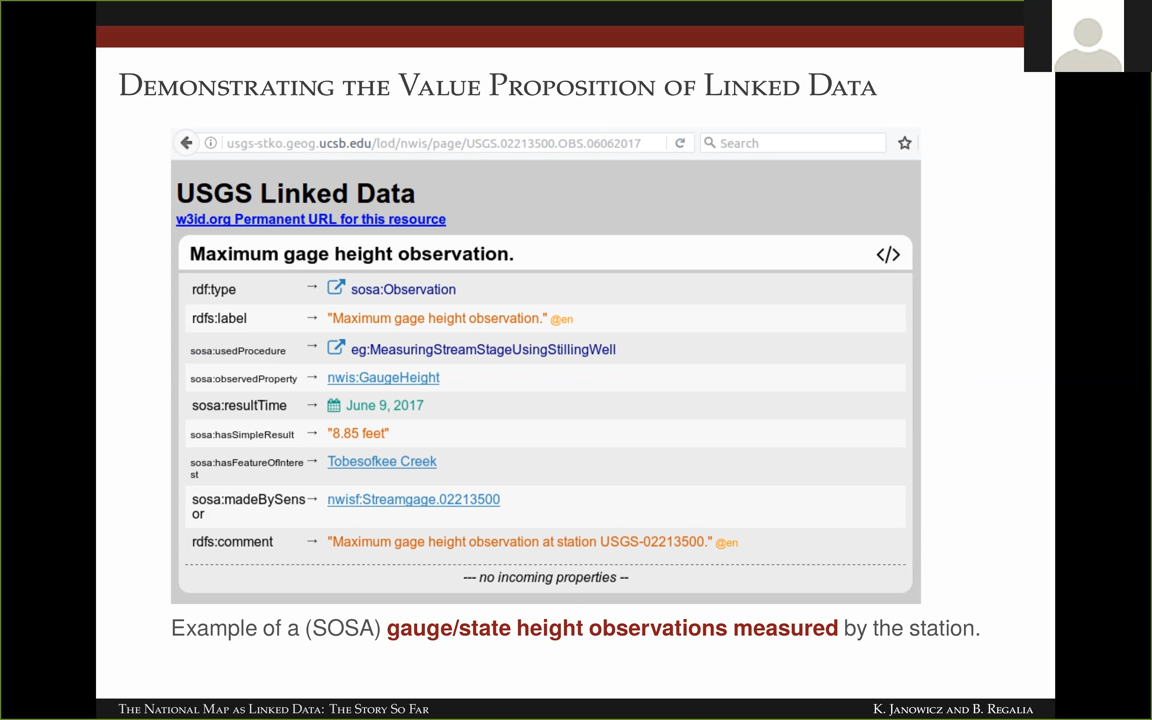 DEMONSTRATING THE VALUE PROPOSITION OF LINKED DATA
usgs-stko.geog.ucsb.edu/lod/nwis/page/USGS.02213500.OBS.06062017 Search
USGS Linked Data
w3id.org Permanent URL for this resource
Maximum gage height observation. </>
rdf:type → sosa:Observation
rdfs:label → "Maximum gage height observation." @en
sosa:usedProcedure → eg:MeasuringStreamStageUsingStillingWell
sosa:observedProperty → nwis:GaugeHeight
sosa:resultTime → June 9, 2017
sosa:hasSimpleResult → "8.85 feet"
sosa:hasFeatureOfIntere → Tobesofkee Creek
st
sosa:madeBySens → nwisf:Streamgage.02213500
or
rdfs:comment → "Maximum gage height observation at station USGS-02213500." @en
--- no incoming properties --
Example of a (SOSA) gauge/state height observations measured by the station.
THE NATIONAL MAP AS LINKED DATA: THE STORY SO FAR K. JANOWICZ AND B. REGALIA